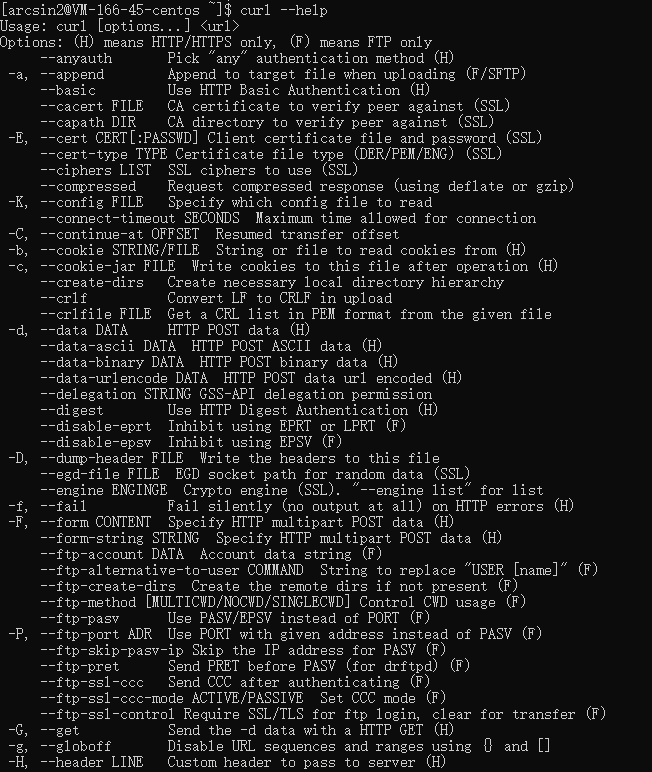 [arcsin2@VM-166-45-centos ~]$ curl --help
Usage: curl [options...] <url>
Options: (H) means HTTP/HTTPS only, (F) means FTP only
     --anyauth       Pick "any" authentication method (H)
 -a, --append        Append to target file when uploading (F/SFTP)
     --basic         Use HTTP Basic Authentication (H)
     --cacert FILE   CA certificate to verify peer against (SSL)
     --capath DIR    CA directory to verify peer against (SSL)
 -E, --cert CERT[:PASSWD] Client certificate file and password (SSL)
     --cert-type TYPE Certificate file type (DER/PEM/ENG) (SSL)
     --ciphers LIST  SSL ciphers to use (SSL)
     --compressed    Request compressed response (using deflate or gzip)
 -K, --config FILE   Specify which config file to read
     --connect-timeout SECONDS  Maximum time allowed for connection
 -C, --continue-at OFFSET  Resumed transfer offset
 -b, --cookie STRING/FILE  String or file to read cookies from (H)
 -c, --cookie-jar FILE  Write cookies to this file after operation (H)
     --create-dirs   Create necessary local directory hierarchy
     --crlf          Convert LF to CRLF in upload
     --crlfile FILE  Get a CRL list in PEM format from the given file
 -d, --data DATA     HTTP POST data (H)
     --data-ascii DATA  HTTP POST ASCII data (H)
     --data-binary DATA  HTTP POST binary data (H)
     --data-urlencode DATA  HTTP POST data url encoded (H)
     --delegation STRING GSS-API delegation permission
     --digest        Use HTTP Digest Authentication (H)
     --disable-eprt  Inhibit using EPRT or LPRT (F)
     --disable-epsv  Inhibit using EPSV (F)
 -D, --dump-header FILE  Write the headers to this file
     --egd-file FILE  EGD socket path for random data (SSL)
     --engine ENGINGE  Crypto engine (SSL). "--engine list" for list
 -f, --fail          Fail silently (no output at all) on HTTP errors (H)
 -F, --form CONTENT  Specify HTTP multipart POST data (H)
     --form-string STRING  Specify HTTP multipart POST data (H)
     --ftp-account DATA  Account data string (F)
     --ftp-alternative-to-user COMMAND  String to replace "USER [name]" (F)
     --ftp-create-dirs  Create the remote dirs if not present (F)
     --ftp-method [MULTICWD/NOCWD/SINGLECWD] Control CWD usage (F)
     --ftp-pasv      Use PASV/EPSV instead of PORT (F)
 -P, --ftp-port ADR  Use PORT with given address instead of PASV (F)
     --ftp-skip-pasv-ip Skip the IP address for PASV (F)
     --ftp-pret      Send PRET before PASV (for drftpd) (F)
     --ftp-ssl-ccc   Send CCC after authenticating (F)
     --ftp-ssl-ccc-mode ACTIVE/PASSIVE  Set CCC mode (F)
     --ftp-ssl-control Require SSL/TLS for ftp login, clear for transfer (F)
 -G, --get           Send the -d data with a HTTP GET (H)
 -g, --globoff       Disable URL sequences and ranges using {} and []
 -H, --header LINE   Custom header to pass to server (H)